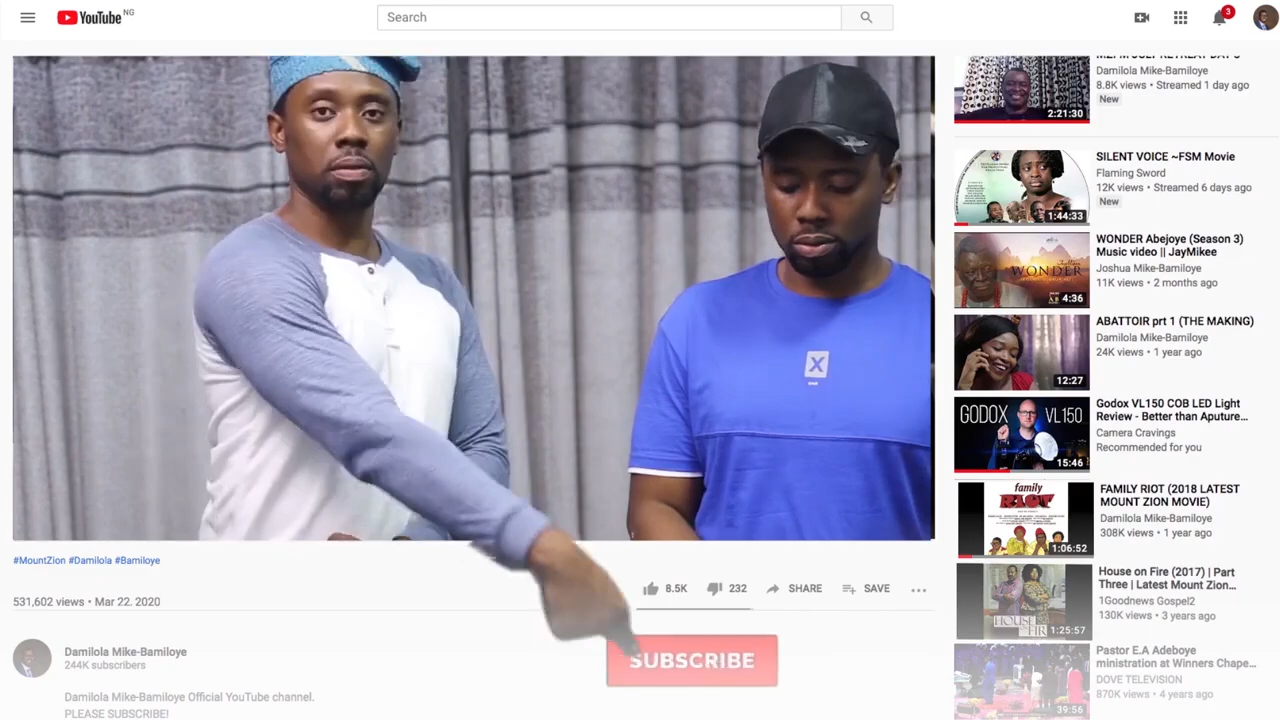 YouTube NG
Search
3
#MountZion #Damilola #Bamiloye
531,602 views • Mar 22. 2020
8.5K
232
SHARE
SAVE
Damilola Mike-Bamiloye
244K subscribers
SUBSCRIBE
Damilola Mike-Bamiloye Official YouTube channel.
PLEASE SUBSCRIBE!
X
Damilola Mike-Bamiloye
8.8K views • Streamed 1 day ago
New
2:21:30
SILENT VOICE ~FSM Movie
Flaming Sword
12K views • Streamed 6 days ago
New
1:44:33
WONDER Abejoye (Season 3)
Music video || JayMikee
Joshua Mike-Bamiloye
11K views • 2 months ago
WONDER
4:36
ABATTOIR prt 1 (THE MAKING)
Damilola Mike-Bamiloye
24K views • 1 year ago
12:27
Godox VL150 COB LED Light
Review - Better than Aputure...
Camera Cravings
Recommended for you
GODOX VL150
15:46
FAMILY RIOT (2018 LATEST
MOUNT ZION MOVIE)
Damilola Mike-Bamiloye
308K views • 1 year ago
family
RIOT
1:06:52
House on Fire (2017) | Part
Three | Latest Mount Zion...
1Goodnews Gospel2
130K views • 3 years ago
1:25:57
Pastor E.A Adeboye
ministration at Winners Chape...
DOVE TELEVISION
870K views • 4 years ago
39:56